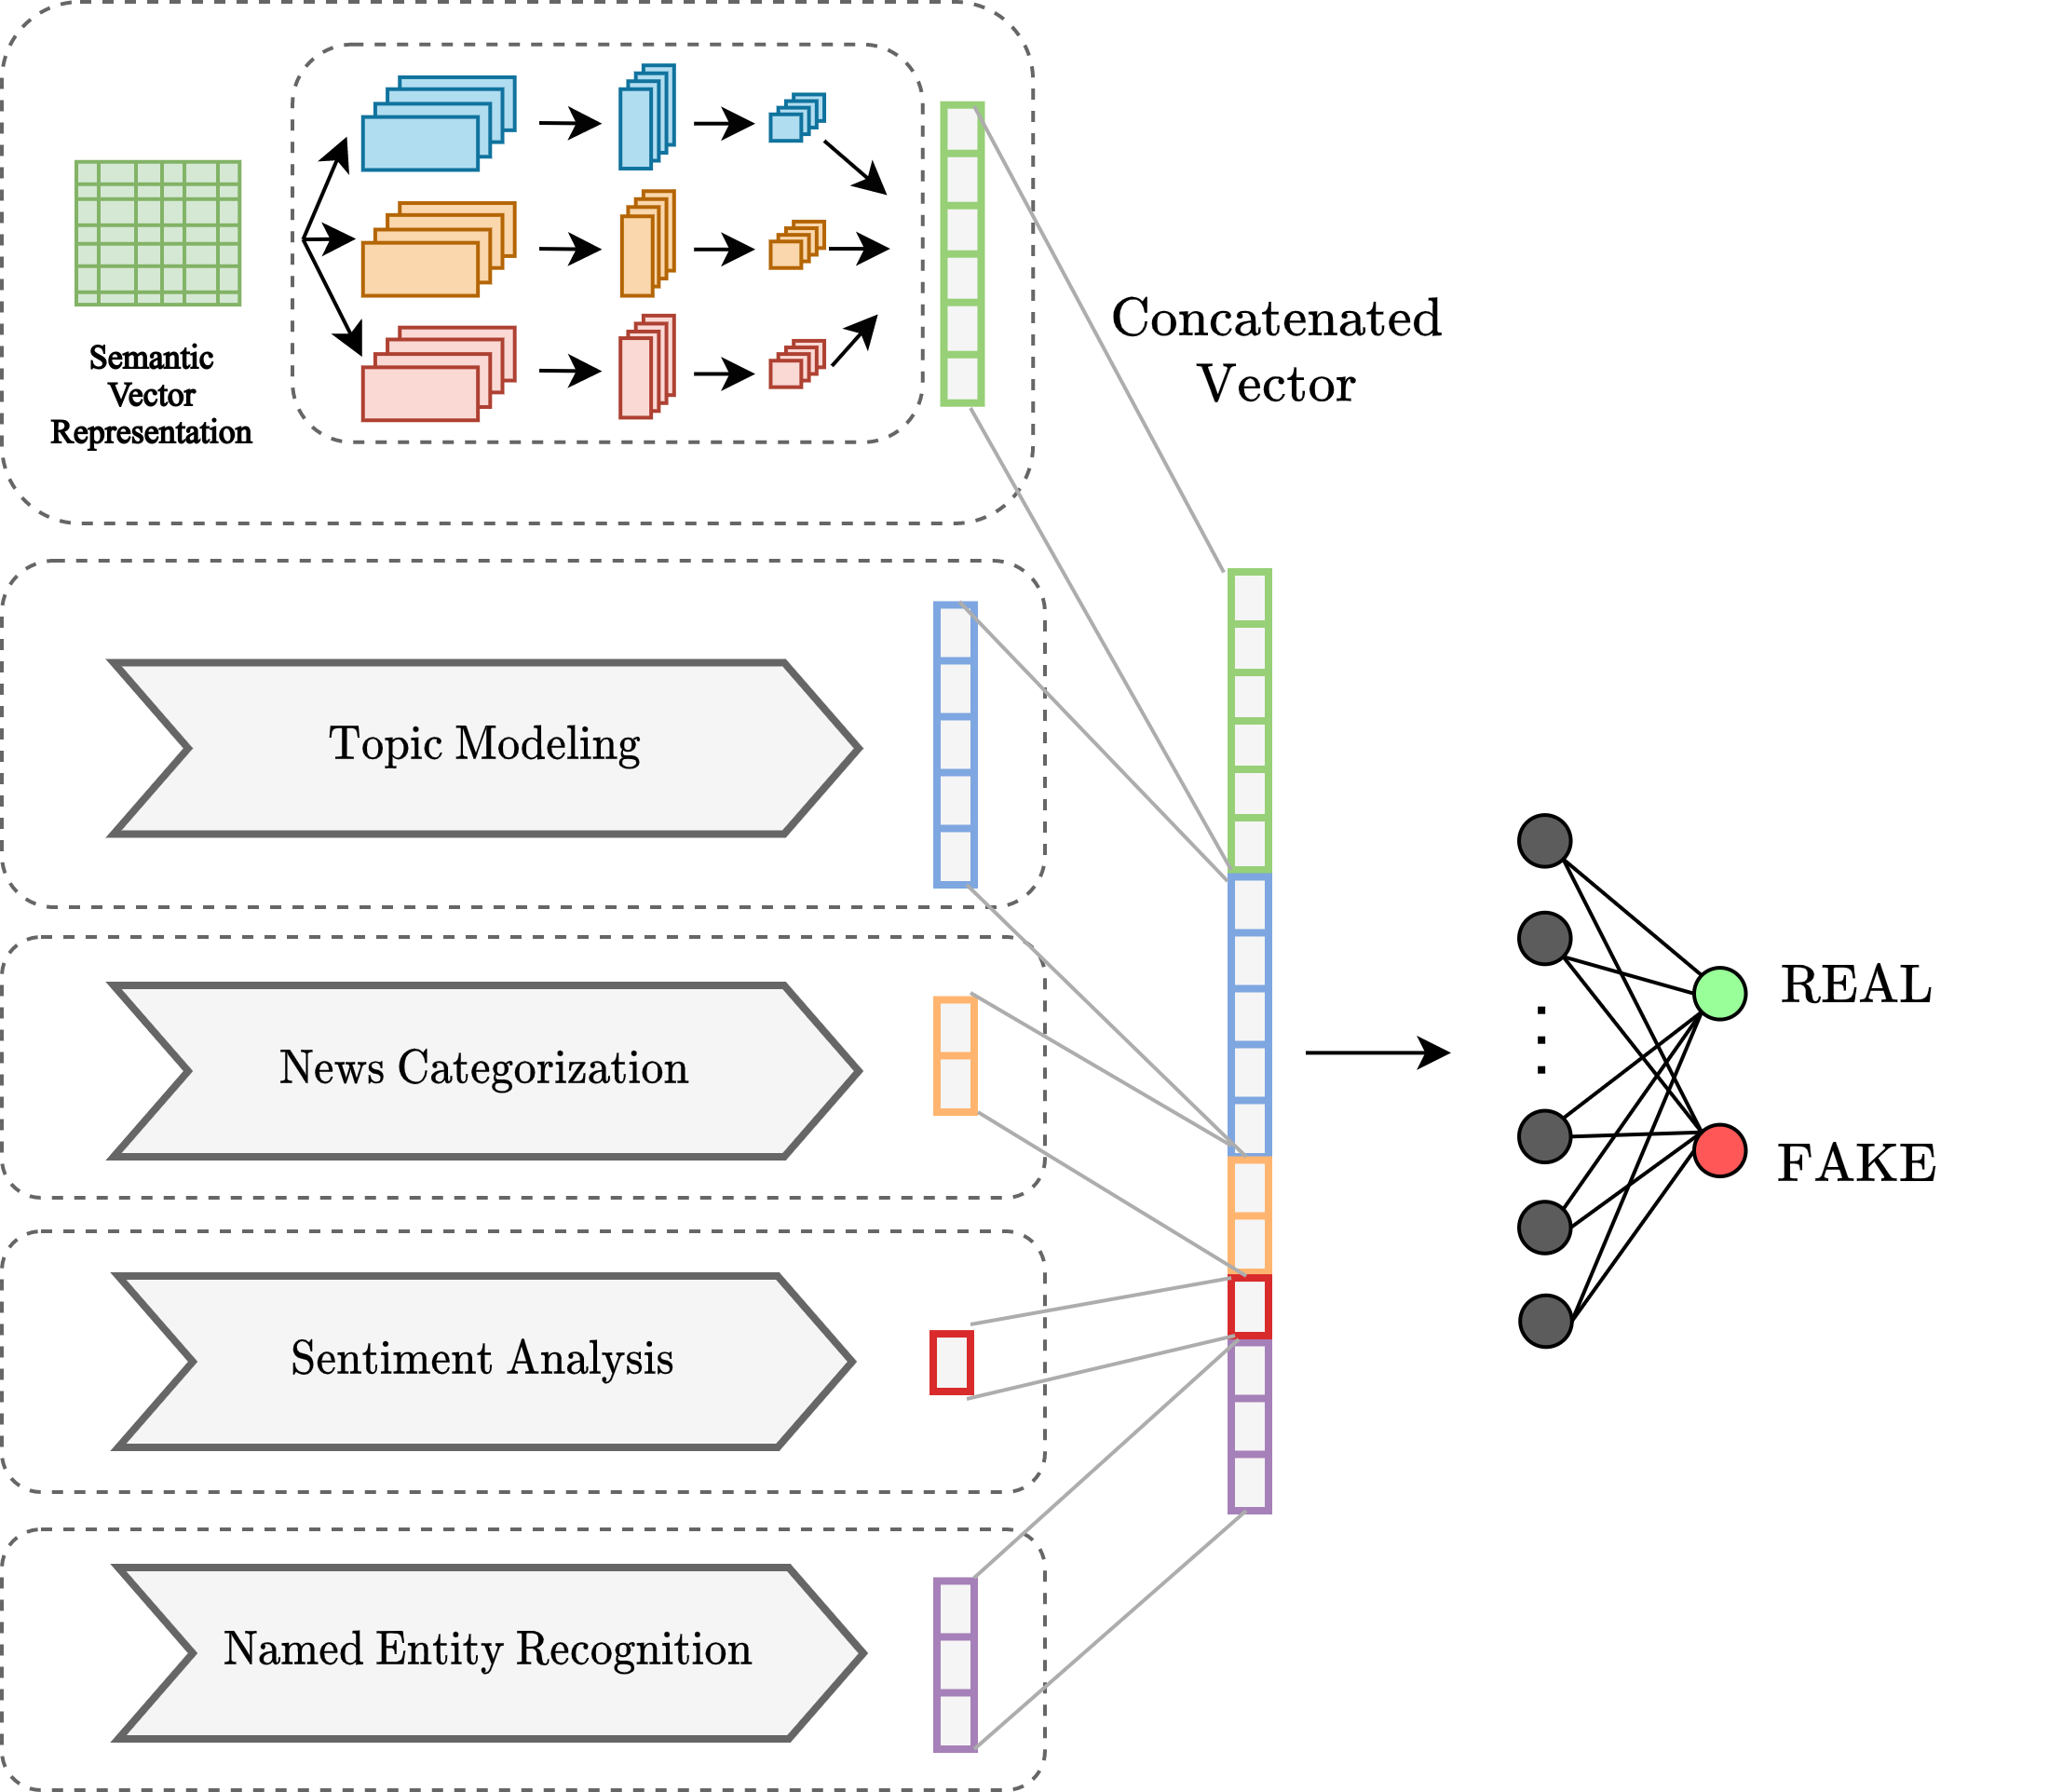 Semantic
Vector
Representation
Concatenated
Vector
Topic Modeling
News Categorization
Sentiment Analysis
Named Entity Recognition
REAL
FAKE